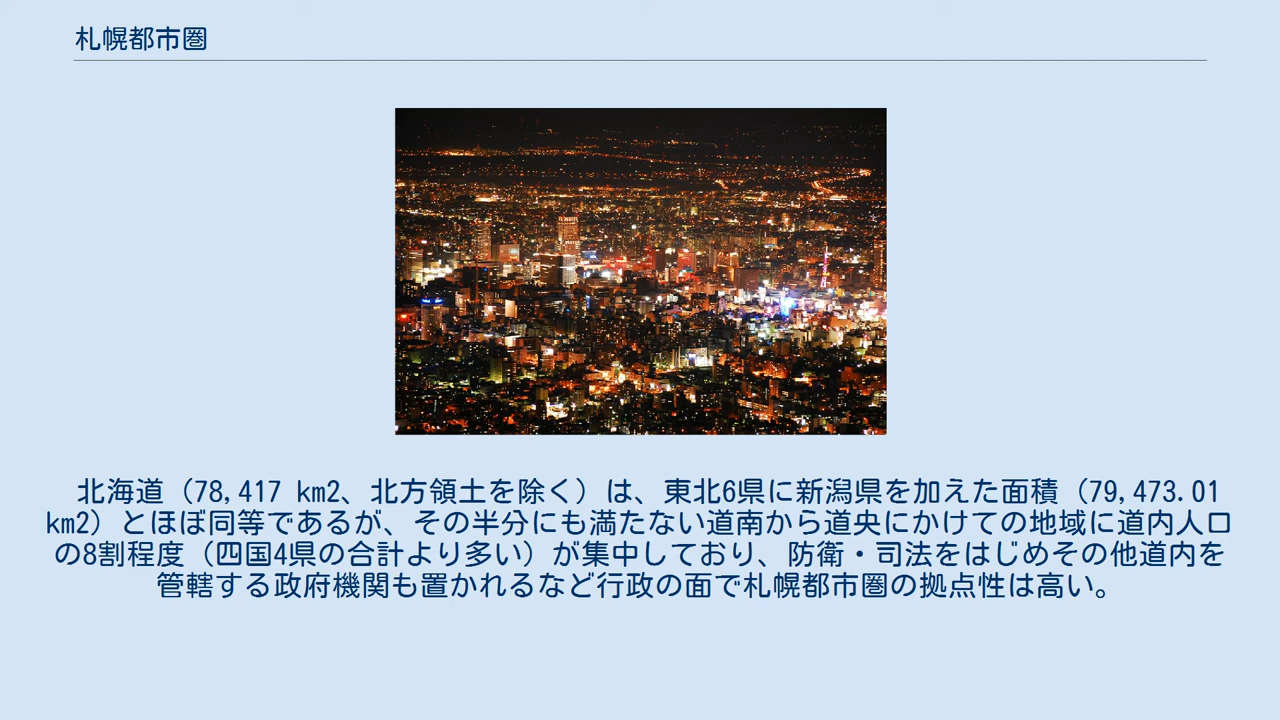 札幌都市圏
北海道（78,417 km2、北方領土を除く）は、東北6県に新潟県を加えた面積（79,473.01
km2）とほぼ同等であるが、その半分にも満たない道南から道央にかけての地域に道内人口
の8割程度（四国4県の合計より多い）が集中しており、防衛・司法をはじめその他道内を
管轄する政府機関も置かれるなど行政の面で札幌都市圏の拠点性は高い。